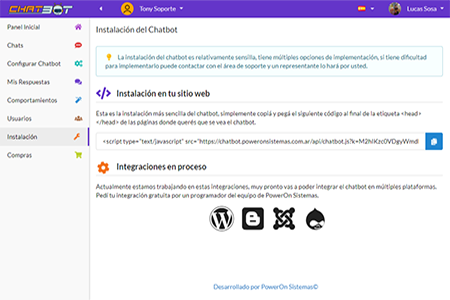 CHATBOT
Tony Soporte
Lucas Sosa
Panel Inicial
Chats
Configurar Chatbot
Mis Respuestas
Comportamientos
Usuarios
Instalación
Compras
Instalación del Chatbot
La instalación del chatbot es relativamente sensilla, tiene múltiples opciones de implementación, si tiene dificultad
para implementarlo puede contactar con el área de soporte y un representante lo hará por usted.
</> Instalación en tu sitio web
Esta es la instalación más sencilla del chatbot, simplemente copiá y pegá el siguiente código al final de la etiqueta <head>
</head> de las páginas donde querés que se vea el chatbot.
<script type="text/javascript" src="https://chatbot.poweronsistemas.com.ar/api/chatbot.js?k=M2hiKzc0VDgyWmd
Integraciones en proceso
Actualmente estamos trabajando en estas integraciones, muy pronto vas a poder integrar el chatbot en múltiples plataformas.
Pedí tu integración gratuita por un programador del equipo de PowerOn Sistemas.
Desarrollado por PowerOn Sistemas©